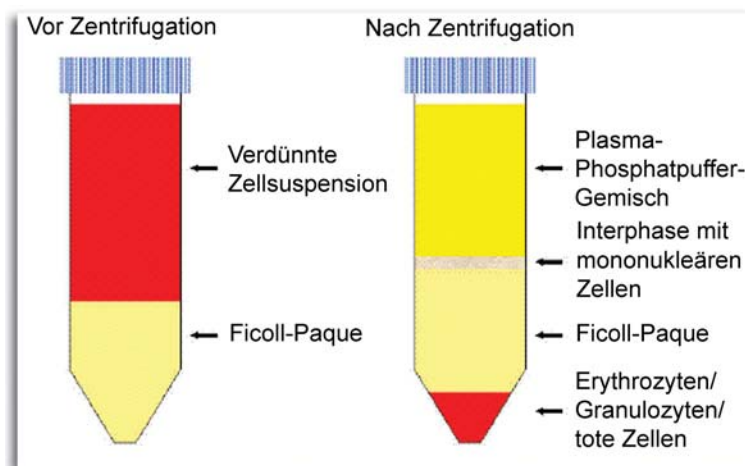 Vor Zentrifugation
Verdünnte
Zellsuspension
Ficoll-Paque
Nach Zentrifugation
Plasma-
Phosphatpuffer-
Gemisch
Interphase mit
mononukleären
Zellen
Ficoll-Paque
Erythrozyten/
Granulozyten/
tote Zellen